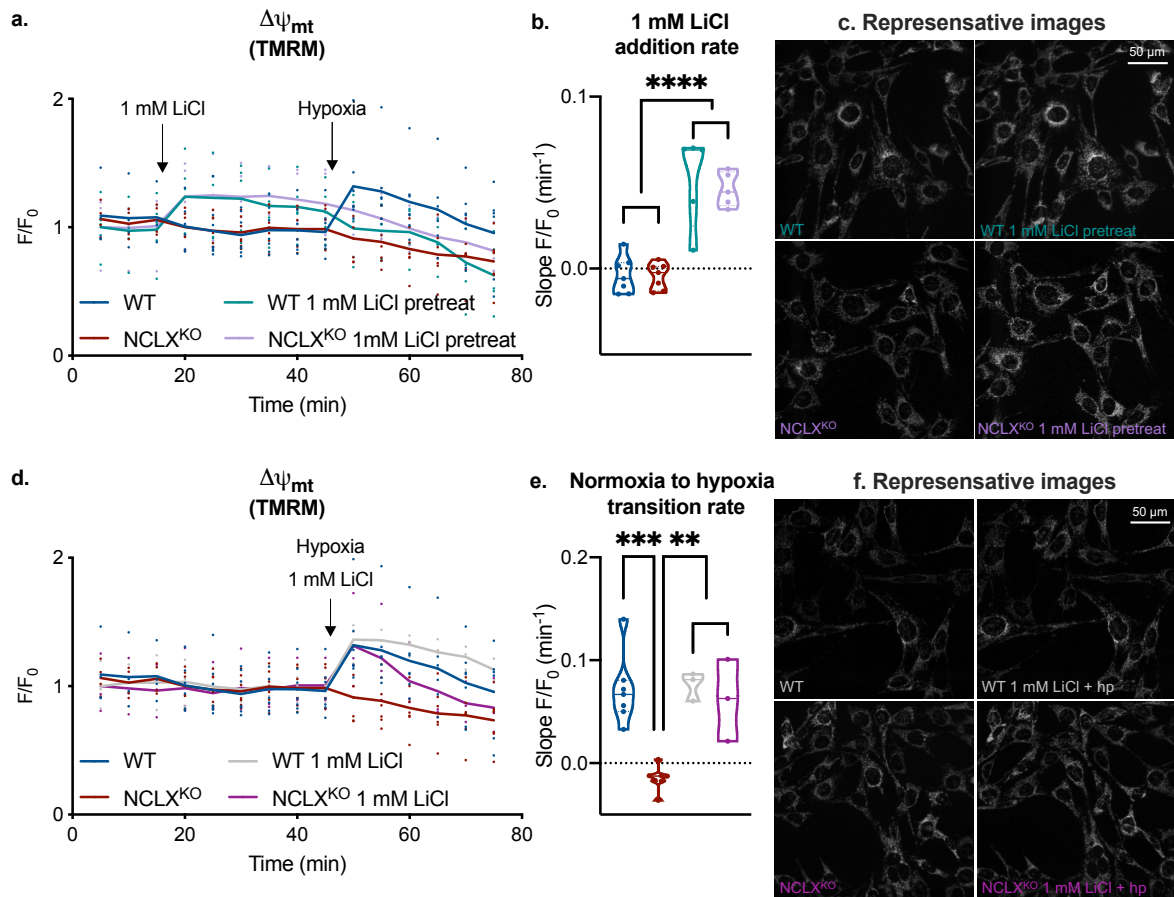 a.
Δψmt
(TMRM)
1 mM LiCl
Hypoxia
2
1
0
F/F0
WT
WT 1 mM LiCl pretreat
NCLXKO
NCLXKO 1mM LiCl pretreat
0
20
40
60
80
Time (min)
b.
1 mM LiCl
addition rate
****
0.1
0.0
Slope F/F0 (min-1)
c. Represensative images
50 µm
WT
WT 1 mM LiCl pretreat
NCLXKO
NCLXKO 1 mM LiCl pretreat
d.
Δψmt
(TMRM)
Hypoxia
1 mM LiCl
2
1
0
F/F0
WT
WT 1 mM LiCl
NCLXKO
NCLXKO 1 mM LiCl
0
20
40
60
80
Time (min)
e.
Normoxia to hypoxia
transition rate
*** **
0.2
0.1
0.0
Slope F/F0 (min-1)
f. Represensative images
50 µm
WT
WT 1 mM LiCl + hp
NCLXKO
NCLXKO 1 mM LiCl + hp